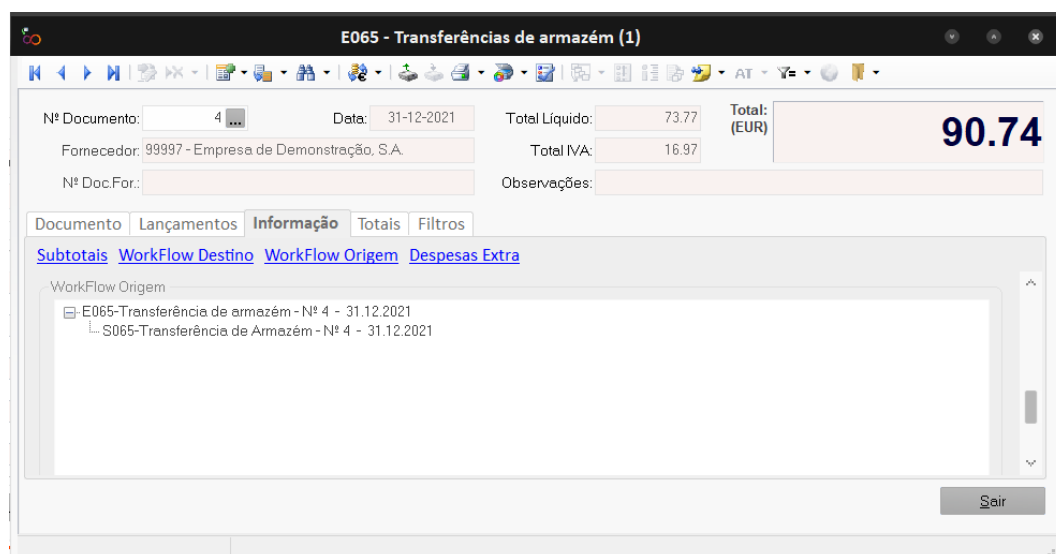 E065 - Transferências de armazém (1)
AT Y=
Nº Documento: 4 ... Data: 31-12-2021 Total Líquido: 73.77 Total: (EUR) 90.74
Fornecedor: 99997 - Empresa de Demonstração, S.A. Total IVA: 16.97
Nº Doc.For.: Observações:
Documento Lançamentos Informação Totais Filtros
Subtotais WorkFlow Destino WorkFlow Origem Despesas Extra
WorkFlow Origem
E065-Transferência de armazém - Nº 4 - 31.12.2021
S065-Transferência de Armazém - Nº 4 - 31.12.2021
Sair